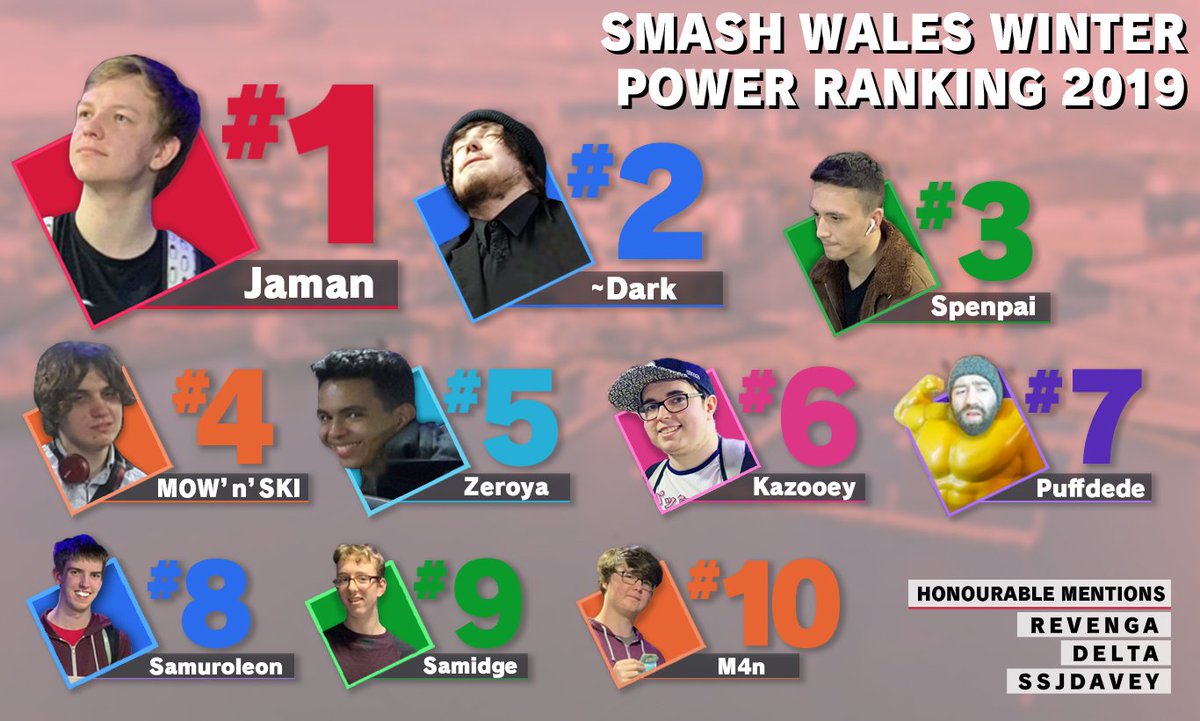 SMASH WALES WINTER
POWER RANKING 2019
#1
Jaman
#2
~Dark
#3
Spenpai
#4
MOW'n'SKI
#5
Zeroya
#6
Kazooey
#7
Puffdede
#8
Samuroleon
#9
Samidge
#10
M4n
HONOURABLE MENTIONS
REVENGA
DELTA
SSJDAVEY